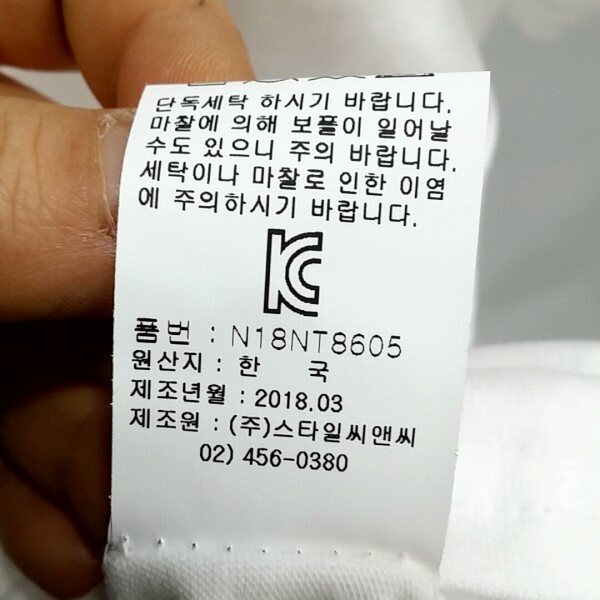 단독세탁 하시기 바랍니다.
마찰에 의해 보플이 일어날
수도 있으니 주의 바랍니다.
세탁이나 마찰로 인한 이염
에 주의하시기 바랍니다.
KC
품번 : N18NT8605
원산지 : 한 국
제조년월 : 2018.03
제조원 : (주)스타일씨앤씨
02) 456-0380